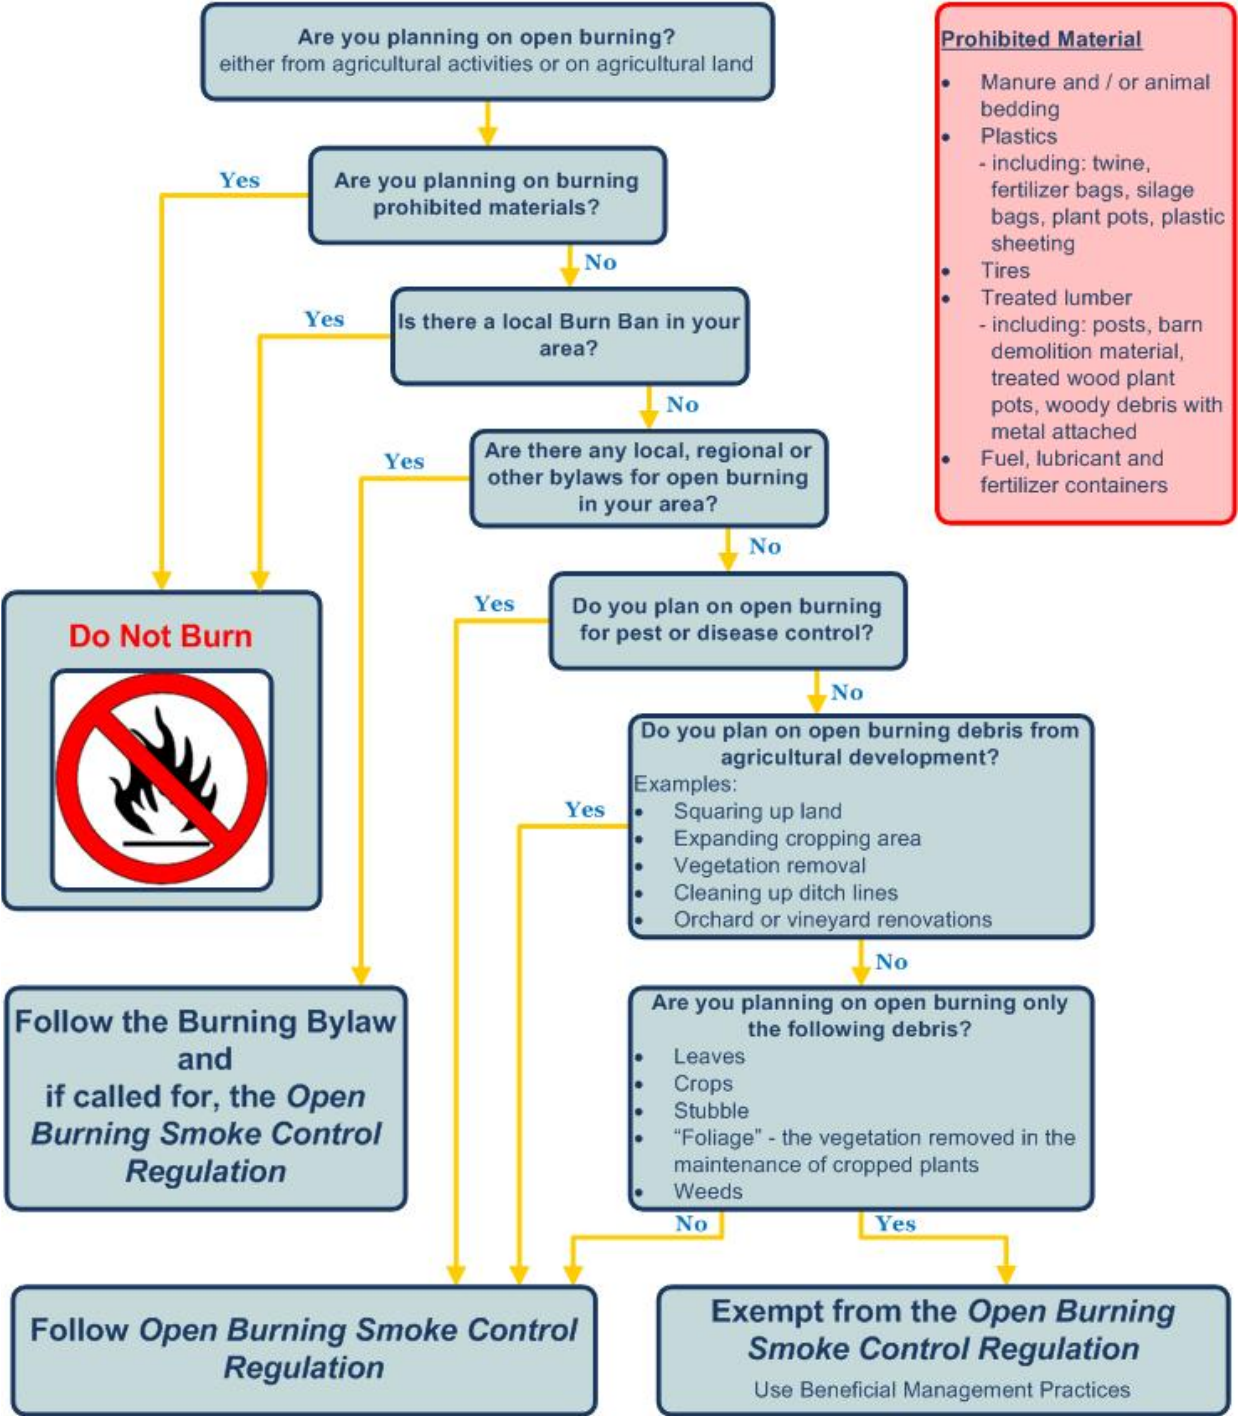 Are you planning on open burning?
either from agricultural activities or on agricultural land
Prohibited Material
• Manure and / or animal
bedding
• Plastics
- including: twine,
fertilizer bags, silage
bags, plant pots, plastic
sheeting
• Tires
• Treated lumber
- including: posts, barn
demolition material,
treated wood plant
pots, woody debris with
metal attached
• Fuel, lubricant and
fertilizer containers
Yes
Are you planning on burning
prohibited materials?
No
Yes
Is there a local Burn Ban in your
area?
No
Yes
Are there any local, regional or
other bylaws for open burning
in your area?
No
Yes
Do you plan on open burning
for pest or disease control?
Do Not Burn
No
Do you plan on open burning debris from
agricultural development?
Examples:
• Squaring up land
• Expanding cropping area
• Vegetation removal
• Cleaning up ditch lines
• Orchard or vineyard renovations
Yes
No
Follow the Burning Bylaw
and
if called for, the Open
Burning Smoke Control
Regulation
Are you planning on open burning only
the following debris?
• Leaves
• Crops
• Stubble
• “Foliage” - the vegetation removed in the
maintenance of cropped plants
• Weeds
No
Yes
Follow Open Burning Smoke Control
Regulation
Exempt from the Open Burning
Smoke Control Regulation
Use Beneficial Management Practices